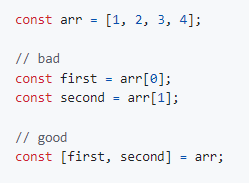 const arr = [1, 2, 3, 4];

// bad
const first = arr[0];
const second = arr[1];

// good
const [first, second] = arr;